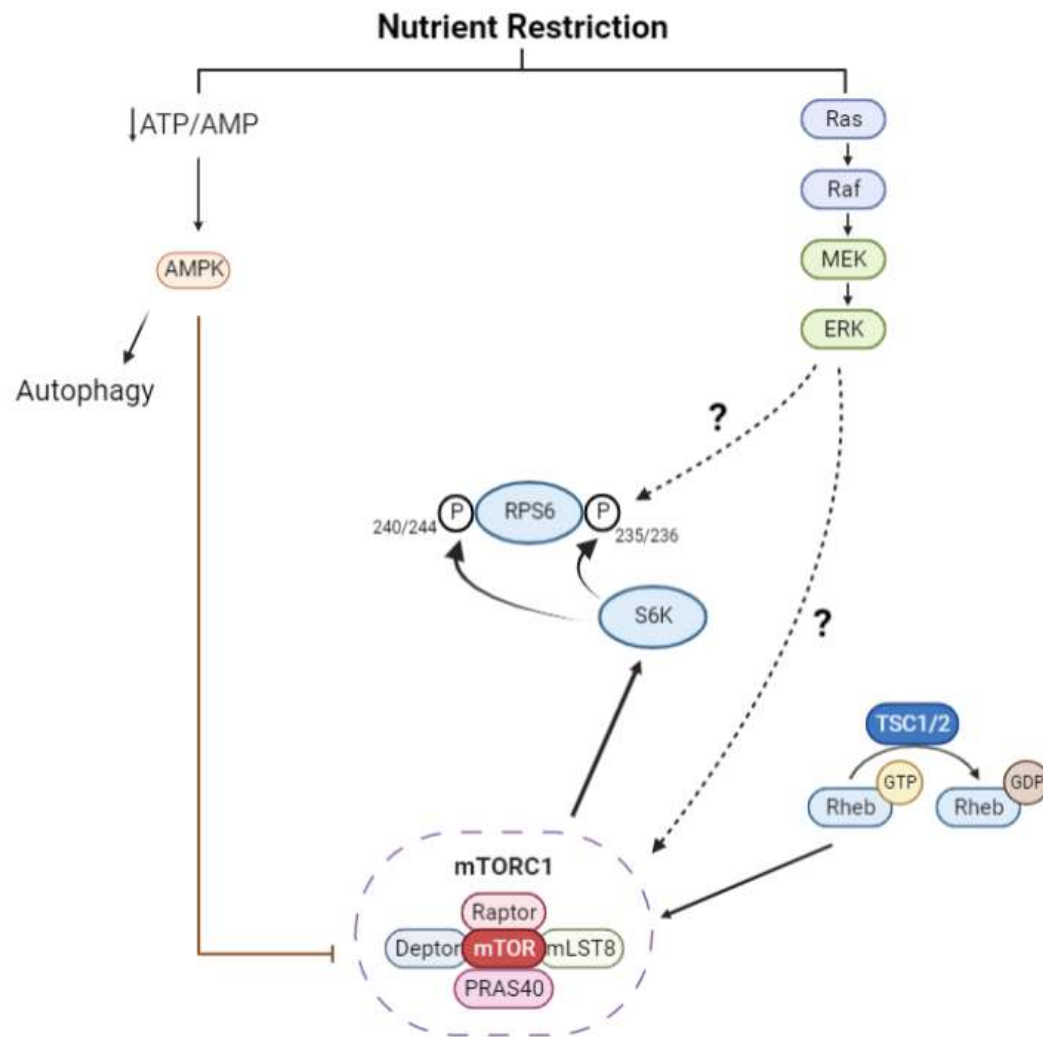 Nutrient Restriction
↓ATP/AMP
Ras
Raf
AMPK
MEK
ERK
Autophagy
?
P
RPS6
P
240/244
235/236
S6K
?
TSC1/2
GTP
GDP
Rheb
Rheb
mTORC1
Raptor
Deptor
mTOR
mLST8
PRAS40